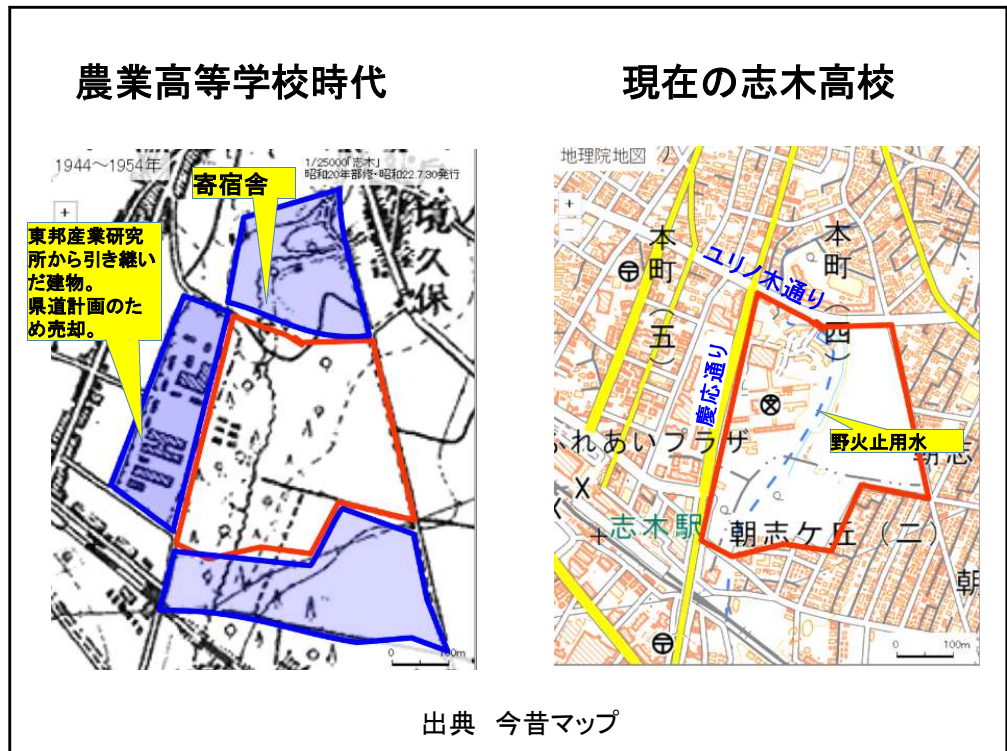 農業高等学校時代
現在の志木高校
1944～1954年
1/25000「志木」
昭和20年部修・昭和22.7.30発行
+
寄宿舎
東邦産業研究
所から引き継い
だ建物。
県道計画のた
め売却。
境久保
100m
地理院地図
+
−
本町（五）
本町（四）
ユリノ木通り
慶応通り
野火止用水
ふれあいプラザ
朝志
志木駅
朝志ケ丘（二）
朝
0
100m
出典 今昔マップ